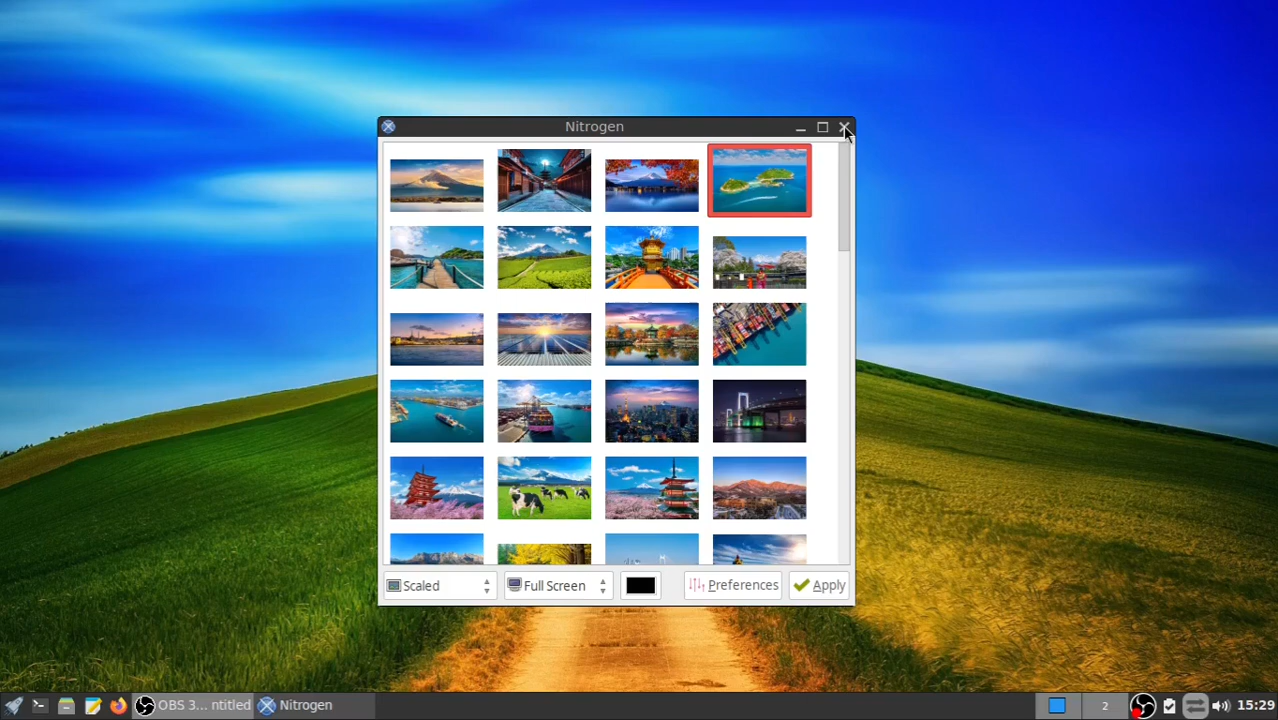 Nitrogen
Scaled
Full Screen
Preferences
Apply
OBS 3... ntitled
Nitrogen
2
15:29